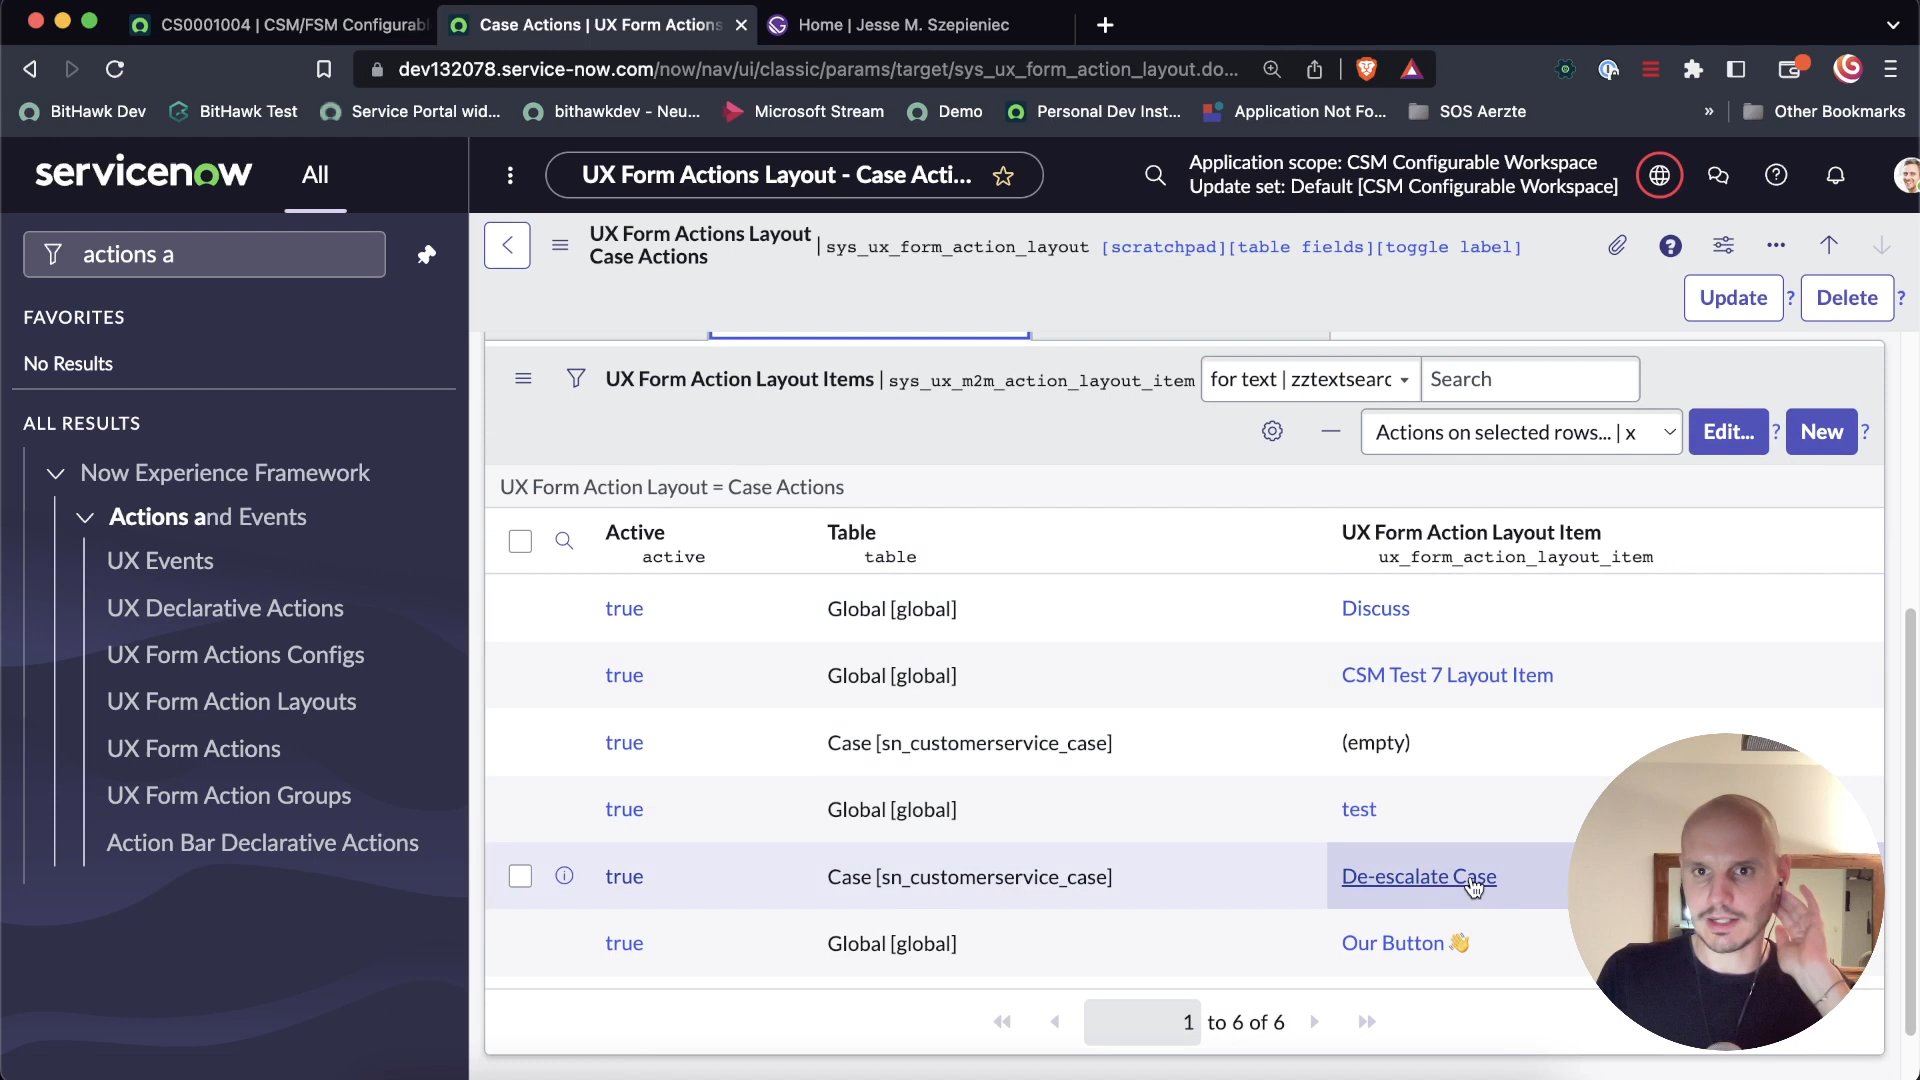 CS0001004 | CSM/FSM Configurabl
Case Actions | UX Form Actions
Home | Jesse M. Szepieniec
dev132078.service-now.com/now/nav/ui/classic/params/target/sys_ux_form_action_layout.do...
BitHawk Dev
BitHawk Test
Service Portal wid...
bithawkdev - Neu...
Microsoft Stream
Demo
Personal Dev Inst...
Application Not Fo...
SOS Aerzte
»
Other Bookmarks
servicenow
All
UX Form Actions Layout - Case Acti...
Application scope: CSM Configurable Workspace
Update set: Default [CSM Configurable Workspace]
actions a
FAVORITES
No Results
ALL RESULTS
Now Experience Framework
Actions and Events
UX Events
UX Declarative Actions
UX Form Actions Configs
UX Form Action Layouts
UX Form Actions
UX Form Action Groups
Action Bar Declarative Actions
UX Form Actions Layout
Case Actions
| sys_ux_form_action_layout [scratchpad][table fields][toggle label]
Update ? Delete ?
UX Form Action Layout Items | sys_ux_m2m_action_layout_item
for text | zztextsearc
Search
Actions on selected rows... | x
Edit... ? New ?
UX Form Action Layout = Case Actions
Active Table UX Form Action Layout Item
active table ux_form_action_layout_item
true Global [global] Discuss
true Global [global] CSM Test 7 Layout Item
true Case [sn_customerservice_case] (empty)
true Global [global] test
true Case [sn_customerservice_case] De-escalate Case
true Global [global] Our Button 👋
1 to 6 of 6